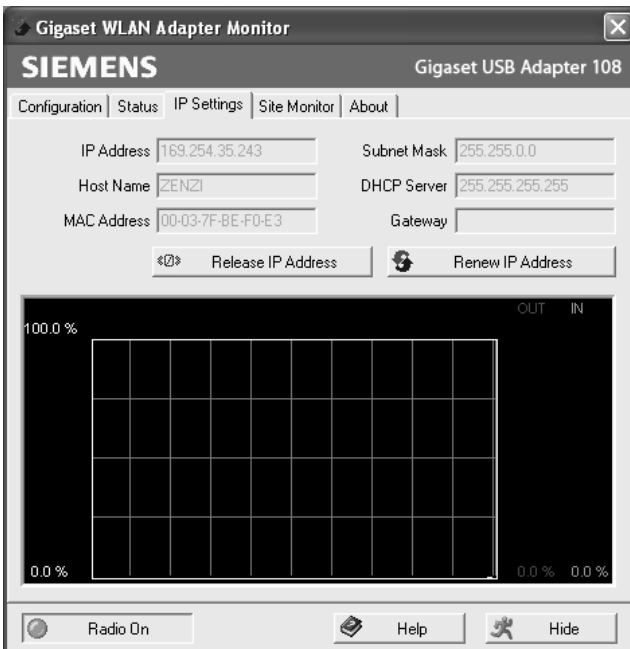 Gigaset WLAN Adapter Monitor
SIEMENS Gigaset USB Adapter 108
Configuration Status IP Settings Site Monitor About
IP Address 169.254.35.243 Subnet Mask 255.255.0.0
Host Name ZENZI DHCP Server 255.255.255.255
MAC Address 00-03-7F-BE-F0-E3 Gateway
Release IP Address Renew IP Address
OUT IN
100.0 %
0.0 % 0.0 % 0.0 %
Radio On Help Hide